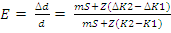 E = Δd/d = mS+Z(ΔK2−ΔK1)/mS+Z(K2−K1)